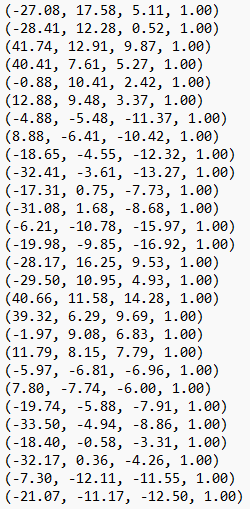 (-27.08, 17.58, 5.11, 1.00)
(-28.41, 12.28, 0.52, 1.00)
(41.74, 12.91, 9.87, 1.00)
(40.41, 7.61, 5.27, 1.00)
(-0.88, 10.41, 2.42, 1.00)
(12.88, 9.48, 3.37, 1.00)
(-4.88, -5.48, -11.37, 1.00)
(8.88, -6.41, -10.42, 1.00)
(-18.65, -4.55, -12.32, 1.00)
(-32.41, -3.61, -13.27, 1.00)
(-17.31, 0.75, -7.73, 1.00)
(-31.08, 1.68, -8.68, 1.00)
(-6.21, -10.78, -15.97, 1.00)
(-19.98, -9.85, -16.92, 1.00)
(-28.17, 16.25, 9.53, 1.00)
(-29.50, 10.95, 4.93, 1.00)
(40.66, 11.58, 14.28, 1.00)
(39.32, 6.29, 9.69, 1.00)
(-1.97, 9.08, 6.83, 1.00)
(11.79, 8.15, 7.79, 1.00)
(-5.97, -6.81, -6.96, 1.00)
(7.80, -7.74, -6.00, 1.00)
(-19.74, -5.88, -7.91, 1.00)
(-33.50, -4.94, -8.86, 1.00)
(-18.40, -0.58, -3.31, 1.00)
(-32.17, 0.36, -4.26, 1.00)
(-7.30, -12.11, -11.55, 1.00)
(-21.07, -11.17, -12.50, 1.00)